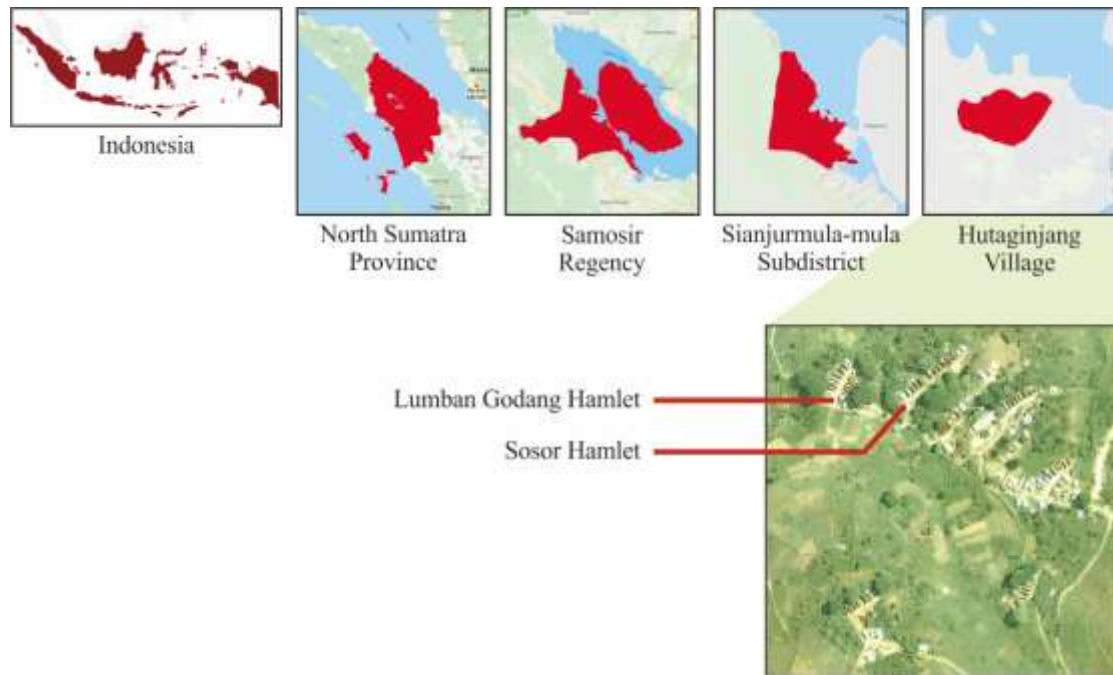 Indonesia
North Sumatra
Province
Samosir
Regency
Sianjurmula-mula
Subdistrict
Hutaginjang
Village
Lumban Godang Hamlet
Sosor Hamlet